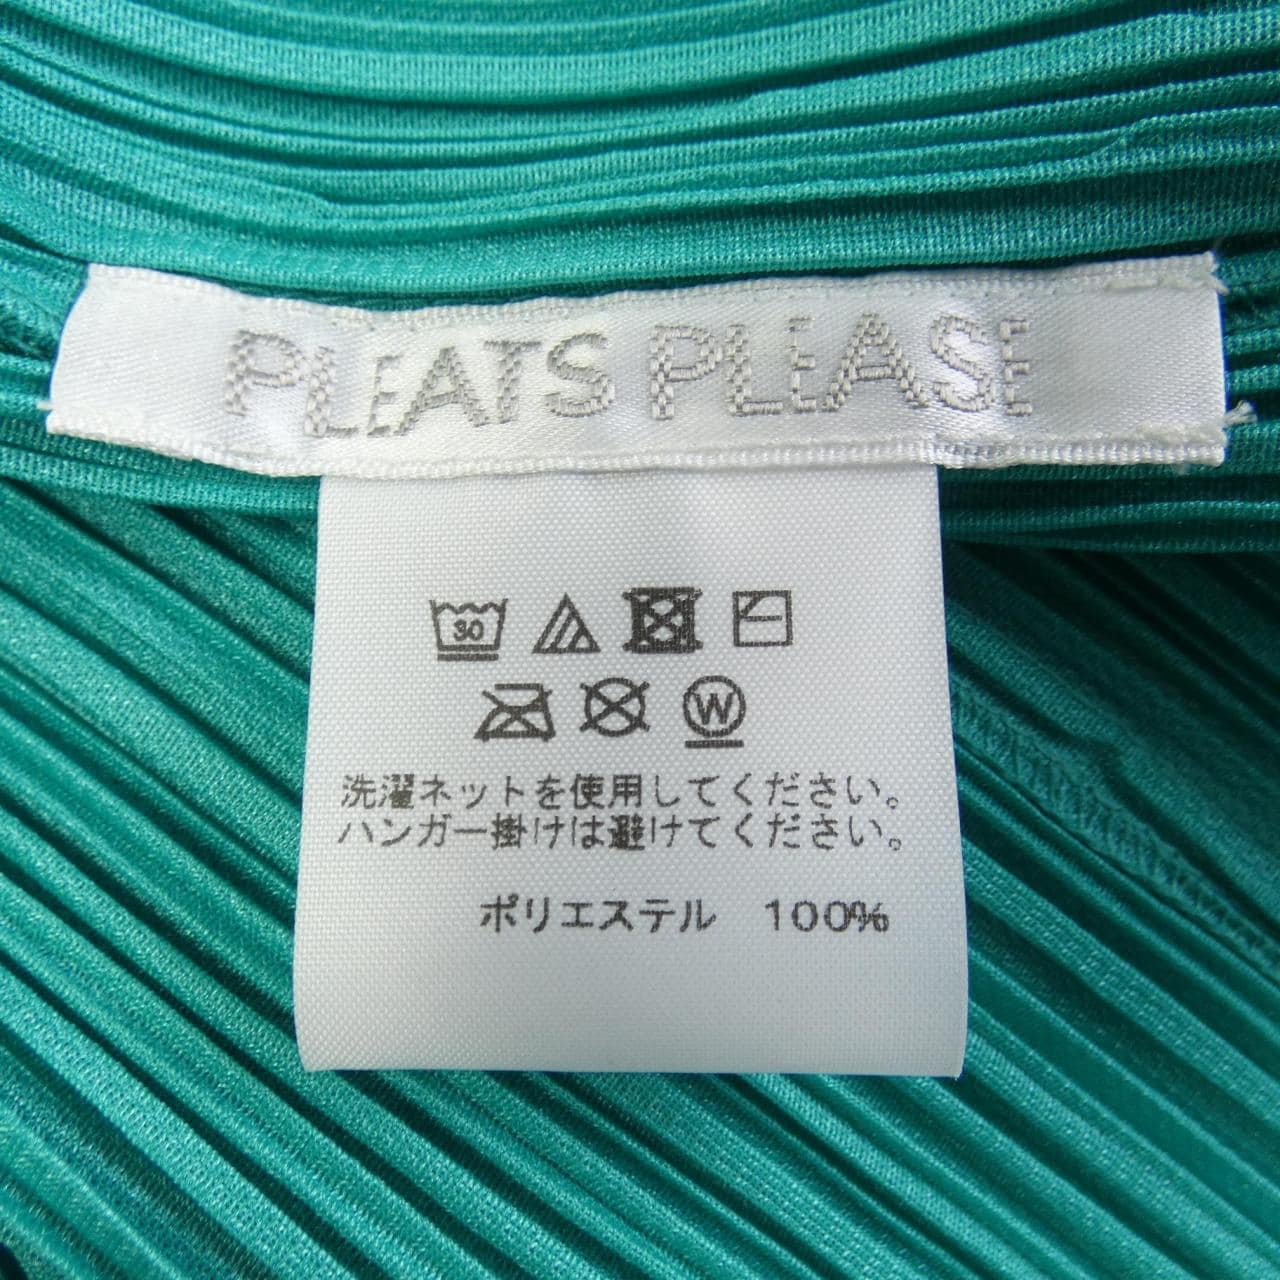 PLEATS PLEASE
30
W
洗濯ネットを使用してください。
ハンガー掛けは避けてください。
ポリエステル 100%